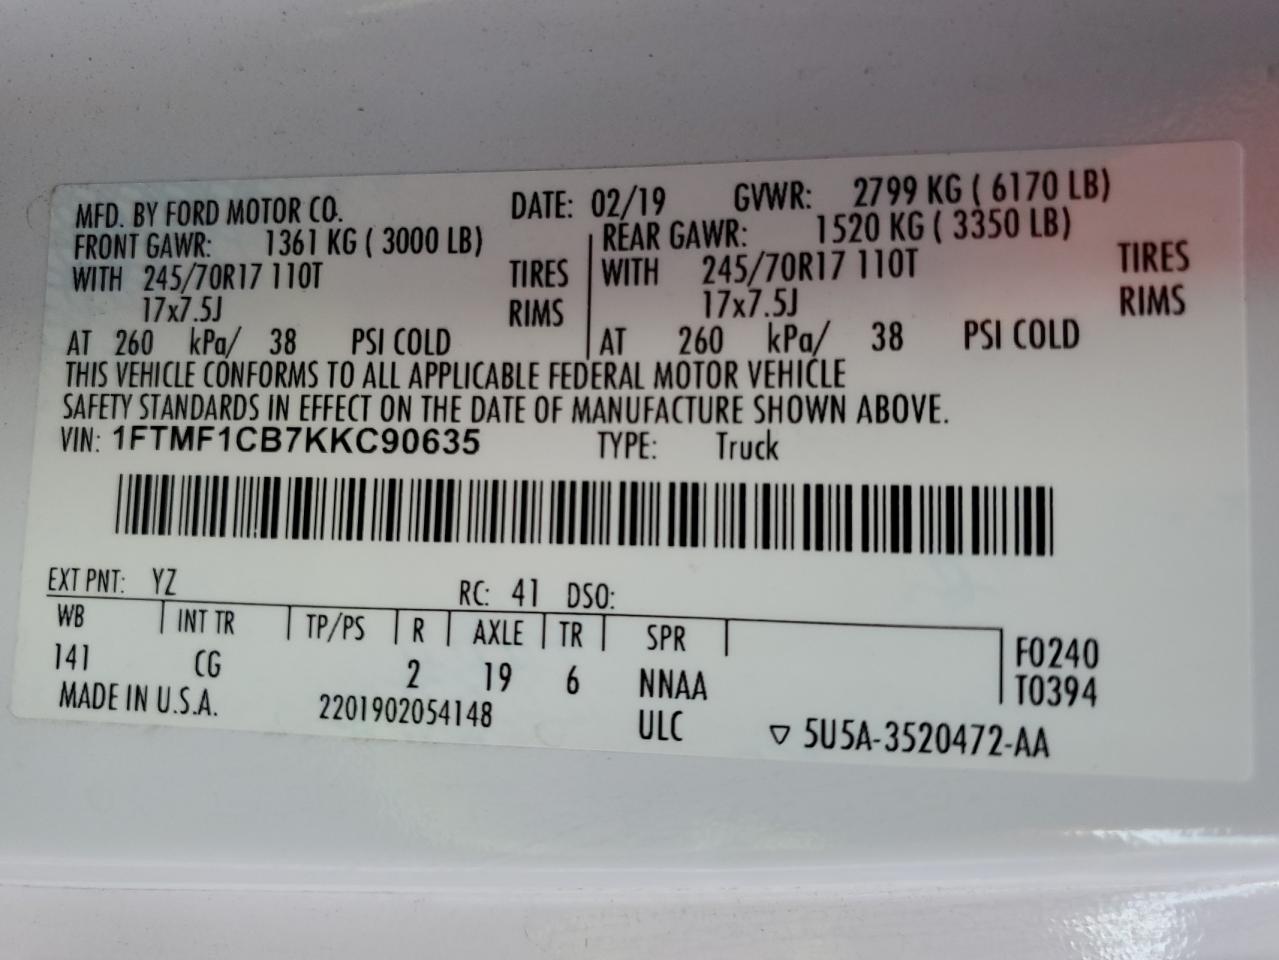 MFD. BY FORD MOTOR CO. DATE: 02/19 GVWR: 2799 KG ( 6170 LB)
FRONT GAWR: 1361 KG ( 3000 LB) REAR GAWR: 1520 KG ( 3350 LB)
WITH 245/70R17 110T TIRES WITH 245/70R17 110T TIRES
17x7.5J RIMS 17x7.5J RIMS
AT 260 kPa/ 38 PSI COLD AT 260 kPa/ 38 PSI COLD
THIS VEHICLE CONFORMS TO ALL APPLICABLE FEDERAL MOTOR VEHICLE
SAFETY STANDARDS IN EFFECT ON THE DATE OF MANUFACTURE SHOWN ABOVE.
VIN: 1FTMF1CB7KKC90635 TYPE: Truck
EXT PNT: YZ RC: 41 DSO:
WB INT TR TP/PS R AXLE TR SPR F0240
141 CG 2 19 6 NNAA T0394
MADE IN U.S.A. 2201902054148 ULC ▽ 5U5A-3520472-AA